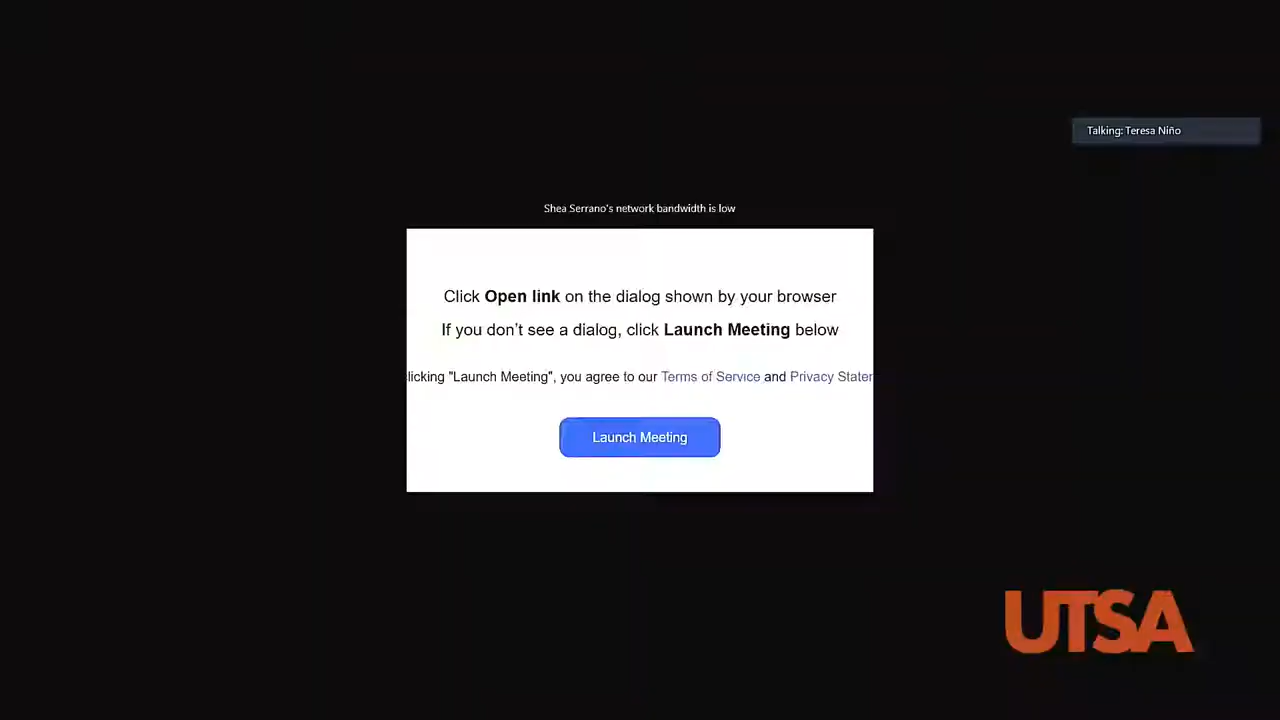 Talking: Teresa Niño
Shea Serrano's network bandwidth is low
Click Open link on the dialog shown by your browser
If you don't see a dialog, click Launch Meeting below
licking "Launch Meeting", you agree to our Terms of Service and Privacy Stater
Launch Meeting
UTSA